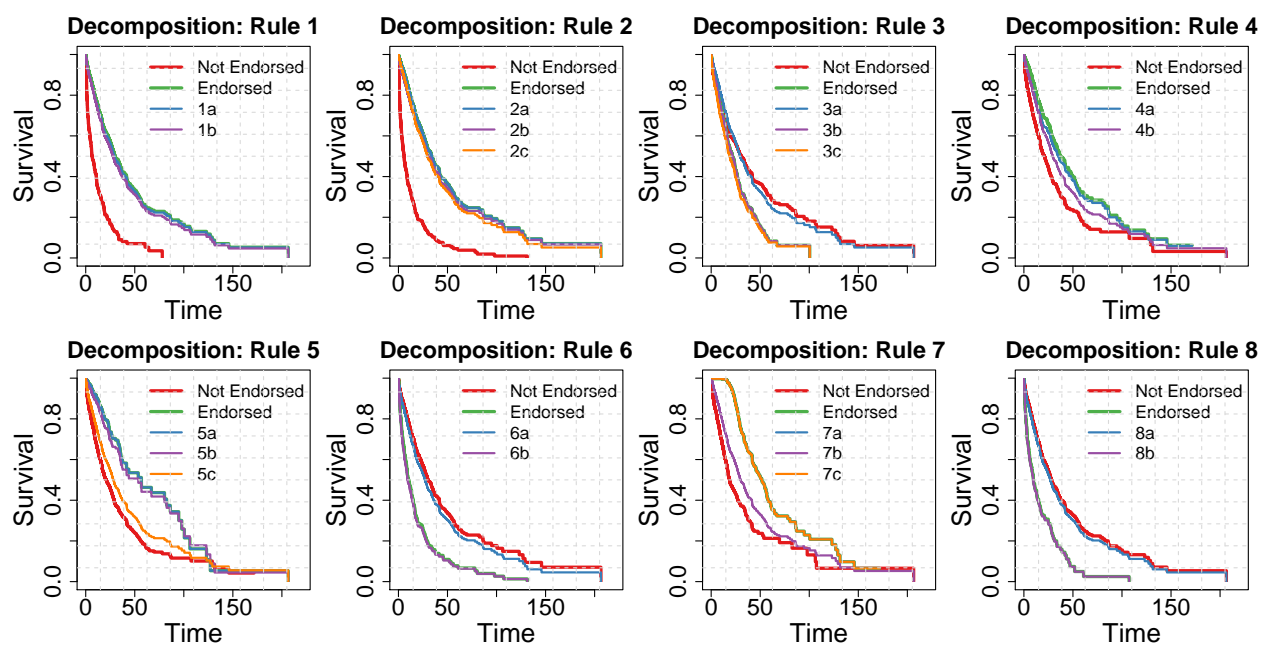 Decomposition: Rule 1
Not Endorsed
Endorsed
1a
1b
Survival
0.0 0.4 0.8
0 50 150
Time
Decomposition: Rule 2
Not Endorsed
Endorsed
2a
2b
2c
Survival
0.0 0.4 0.8
0 50 150
Time
Decomposition: Rule 3
Not Endorsed
Endorsed
3a
3b
3c
Survival
0.0 0.4 0.8
0 50 150
Time
Decomposition: Rule 4
Not Endorsed
Endorsed
4a
4b
Survival
0.0 0.4 0.8
0 50 150
Time
Decomposition: Rule 5
Not Endorsed
Endorsed
5a
5b
5c
Survival
0.0 0.4 0.8
0 50 150
Time
Decomposition: Rule 6
Not Endorsed
Endorsed
6a
6b
Survival
0.0 0.4 0.8
0 50 150
Time
Decomposition: Rule 7
Not Endorsed
Endorsed
7a
7b
7c
Survival
0.0 0.4 0.8
0 50 150
Time
Decomposition: Rule 8
Not Endorsed
Endorsed
8a
8b
Survival
0.0 0.4 0.8
0 50 150
Time